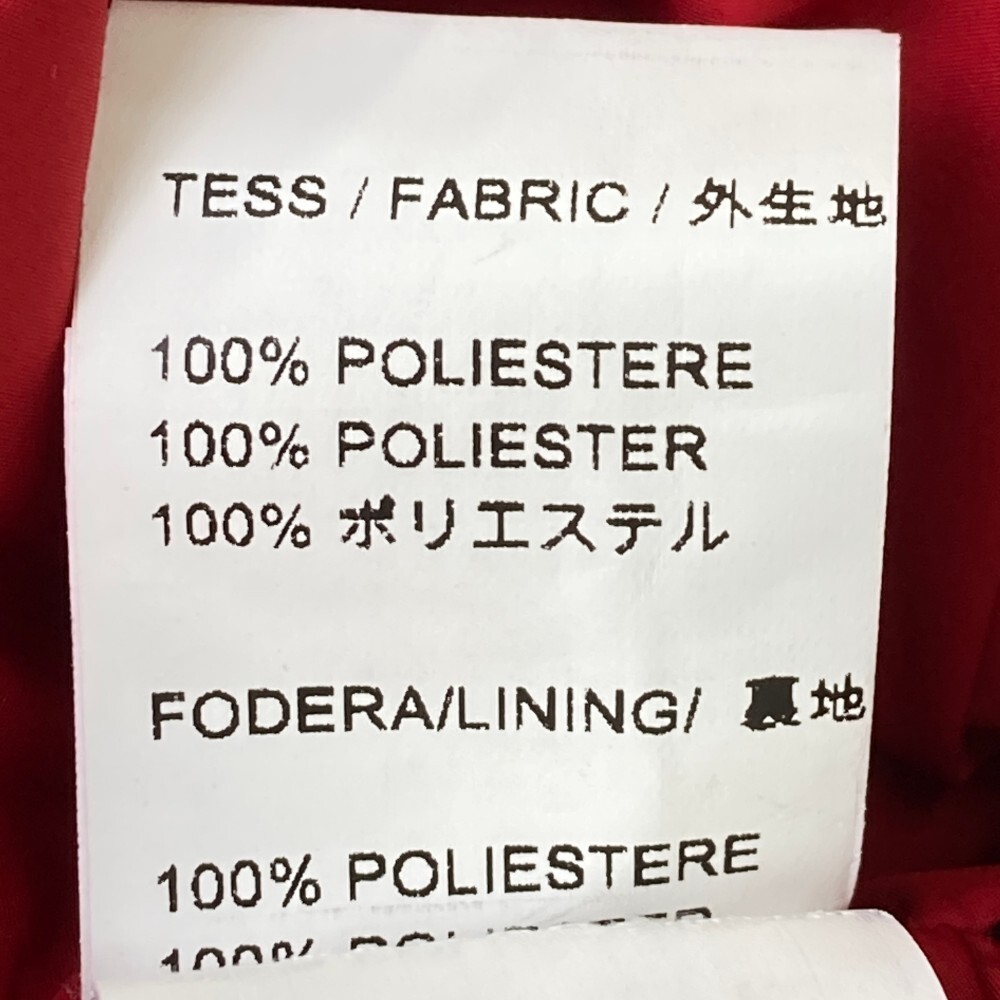 TESS / FABRIC / 外生地
100% POLIESTERE
100% POLIESTER
100% ポリエステル
FODERA/LINING/ 裏地
100% POLIESTERE